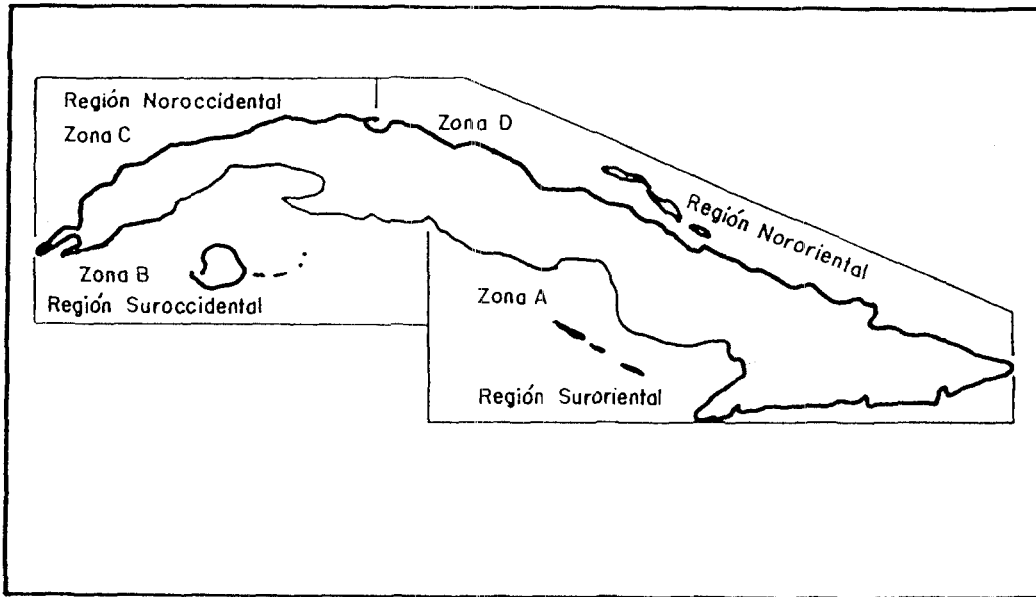 Región Noroccidental
Zona C
Zona D
Región Nororiental
Zona B
Región Suroccidental
Zona A
Región Suroriental